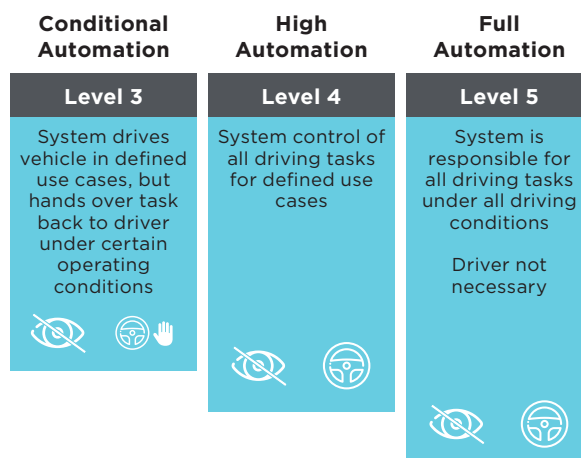 Conditional
Automation
Level 3
System drives
vehicle in defined
use cases, but
hands over task
back to driver
under certain
operating
conditions
High
Automation
Level 4
System control of
all driving tasks
for defined use
cases
Full
Automation
Level 5
System is
responsible for
all driving tasks
under all driving
conditions
Driver not
necessary